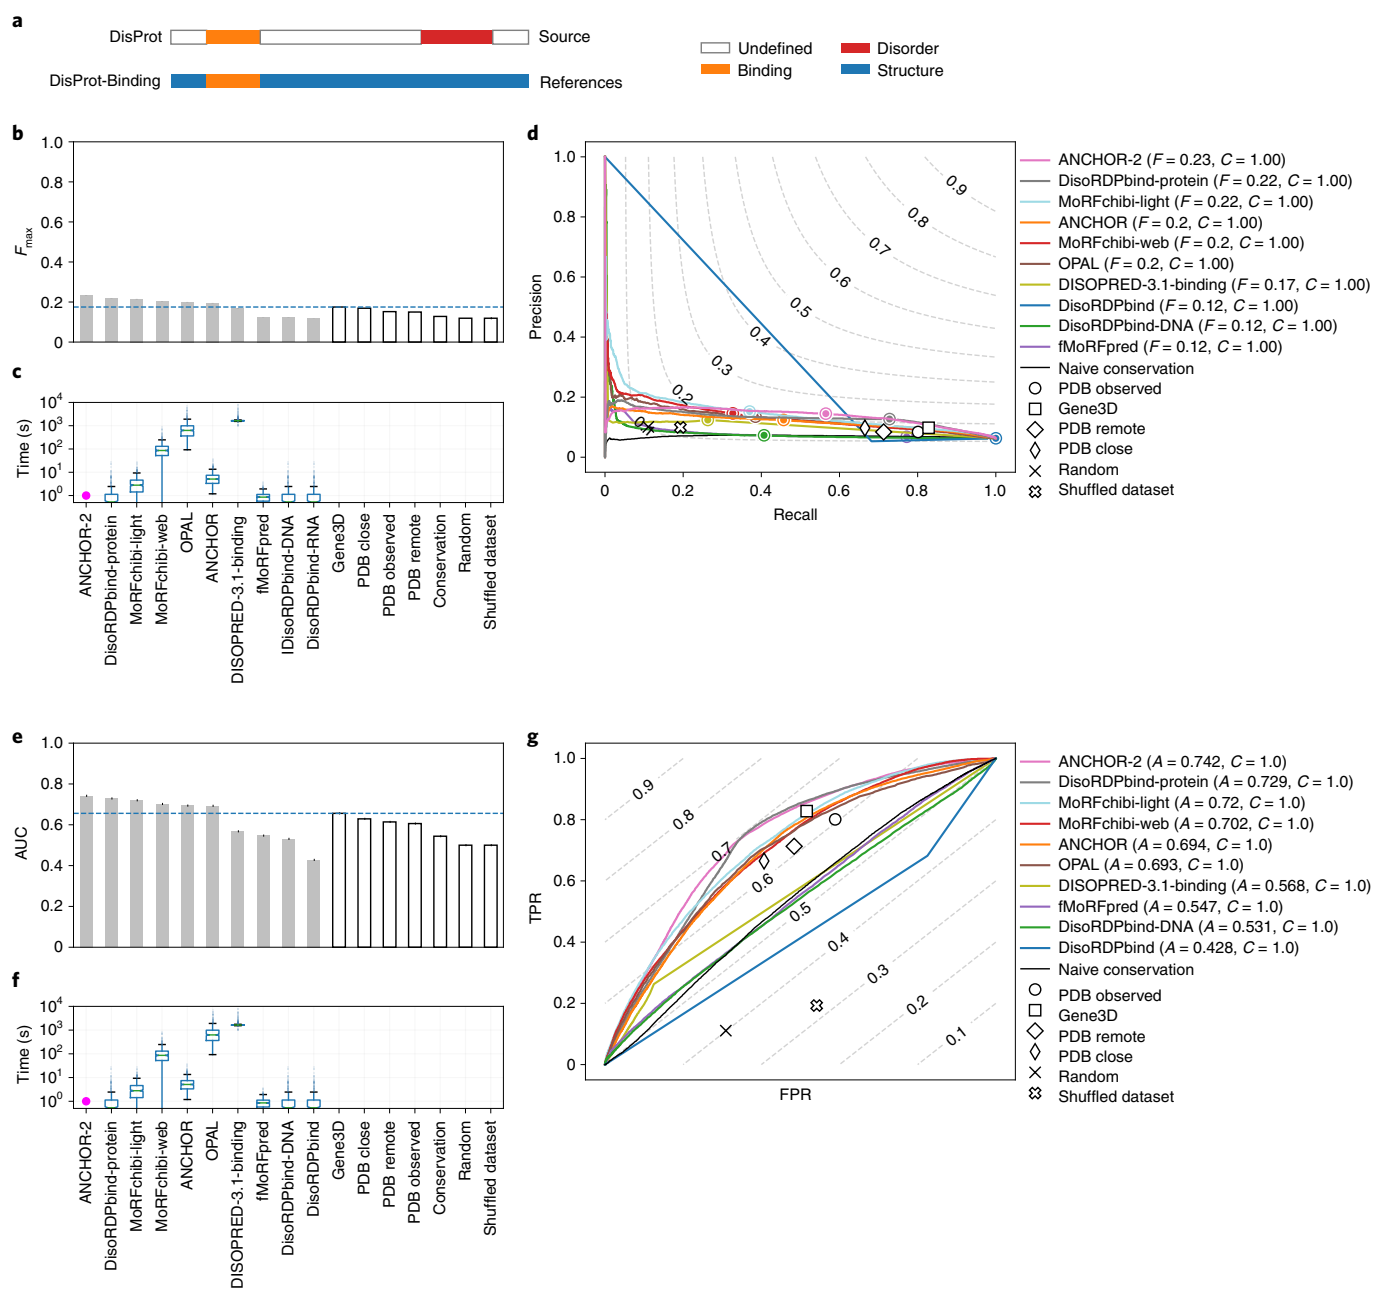 a
DisProt
Source
DisProt-Binding
References
Undefined
Disorder
Binding
Structure
b
1.0
0.8
0.6
0.4
0.2
0
Fmax
c
10^4
10^3
10^2
10^1
10^0
Time (s)
ANCHOR-2
DisoRDPbind-protein
MoRFchibi-light
MoRFchibi-web
OPAL
ANCHOR
DISOPRED-3.1-binding
fMoRFpred
IDisoRDPbind-DNA
DisoRDPbind-RNA
Gene3D
PDB close
PDB observed
PDB remote
Conservation
Random
Shuffled dataset
d
1.0
0.8
0.6
0.4
0.2
0
Precision
0.9
0.8
0.7
0.6
0.5
0.4
0.3
0.2
0 0.2 0.4 0.6 0.8 1.0
Recall
ANCHOR-2 (F = 0.23, C = 1.00)
DisoRDPbind-protein (F = 0.22, C = 1.00)
MoRFchibi-light (F = 0.22, C = 1.00)
ANCHOR (F = 0.2, C = 1.00)
MoRFchibi-web (F = 0.2, C = 1.00)
OPAL (F = 0.2, C = 1.00)
DISOPRED-3.1-binding (F = 0.17, C = 1.00)
DisoRDPbind (F = 0.12, C = 1.00)
DisoRDPbind-DNA (F = 0.12, C = 1.00)
fMoRFpred (F = 0.12, C = 1.00)
Naive conservation
PDB observed
Gene3D
PDB remote
PDB close
Random
Shuffled dataset
e
1.0
0.8
0.6
0.4
0.2
0
AUC
f
10^4
10^3
10^2
10^1
10^0
Time (s)
ANCHOR-2
DisoRDPbind-protein
MoRFchibi-light
MoRFchibi-web
ANCHOR
OPAL
DISOPRED-3.1-binding
fMoRFpred
DisoRDPbind-DNA
DisoRDPbind
Gene3D
PDB close
PDB remote
PDB observed
Conservation
Random
Shuffled dataset
g
1.0
0.8
0.6
0.4
0.2
0
TPR
0.9
0.8
0.7
0.6
0.5
0.4
0.3
0.2
0.1
FPR
ANCHOR-2 (A = 0.742, C = 1.0)
DisoRDPbind-protein (A = 0.729, C = 1.0)
MoRFchibi-light (A = 0.72, C = 1.0)
MoRFchibi-web (A = 0.702, C = 1.0)
ANCHOR (A = 0.694, C = 1.0)
OPAL (A = 0.693, C = 1.0)
DISOPRED-3.1-binding (A = 0.568, C = 1.0)
fMoRFpred (A = 0.547, C = 1.0)
DisoRDPbind-DNA (A = 0.531, C = 1.0)
DisoRDPbind (A = 0.428, C = 1.0)
Naive conservation
PDB observed
Gene3D
PDB remote
PDB close
Random
Shuffled dataset